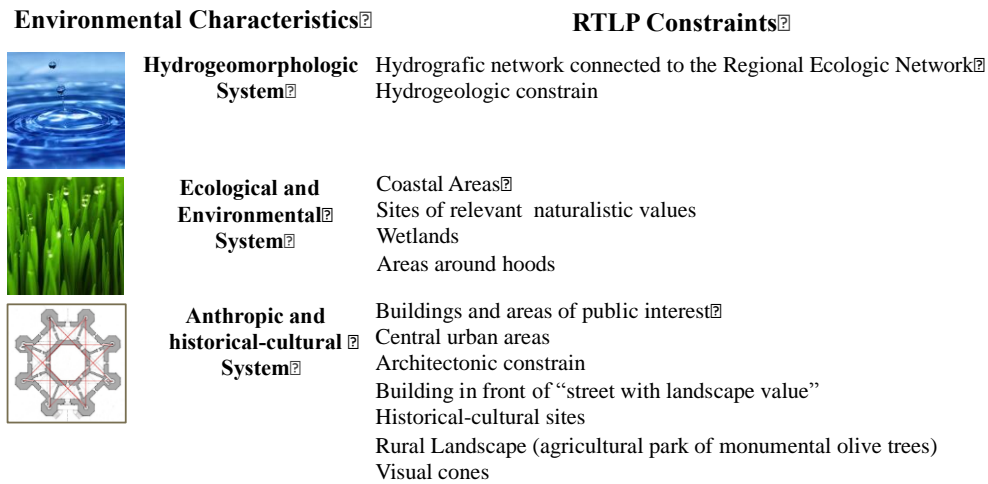 Environmental Characteristics
RTLP Constraints
Hydrogeomorphologic
System
Hydrografic network connected to the Regional Ecologic Network
Hydrogeologic constrain
Ecological and
Environmental
System
Coastal Areas
Sites of relevant naturalistic values
Wetlands
Areas around hoods
Anthropic and
historical-cultural
System
Buildings and areas of public interest
Central urban areas
Architectonic constrain
Building in front of “street with landscape value”
Historical-cultural sites
Rural Landscape (agricultural park of monumental olive trees)
Visual cones